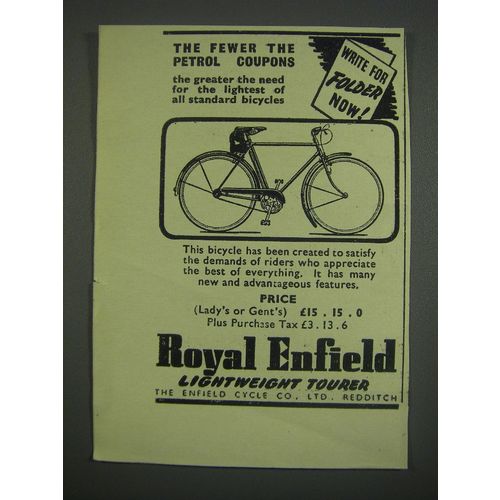 THE FEWER THE
PETROL COUPONS
the greater the need
for the lightest of
all standard bicycles
WRITE FOR
FOLDER
NOW!
This bicycle has been created to satisfy
the demands of riders who appreciate
the best of everything. It has many
new and advantageous features.
PRICE
(Lady's or Gent's) £15.15.0
Plus Purchase Tax £3.13.6
Royal Enfield
LIGHTWEIGHT TOURER
THE ENFIELD CYCLE CO., LTD. REDDITCH